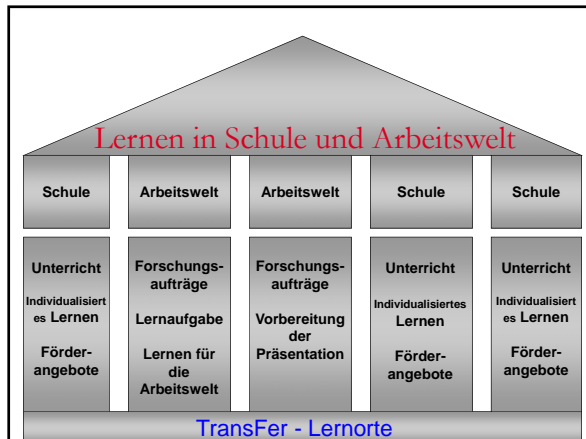 Lernen in Schule und Arbeitswelt
Schule
Arbeitswelt
Arbeitswelt
Schule
Schule
Unterricht
Individualisiert
es Lernen
Förder-
angebote
Forschungs-
aufträge
Lernaufgabe
Lernen für
die
Arbeitswelt
Forschungs-
aufträge
Vorbereitung
der
Präsentation
Unterricht
Individualisiertes
Lernen
Förder-
angebote
Unterricht
Individualisiert
es Lernen
Förder-
angebote
TransFer - Lernorte